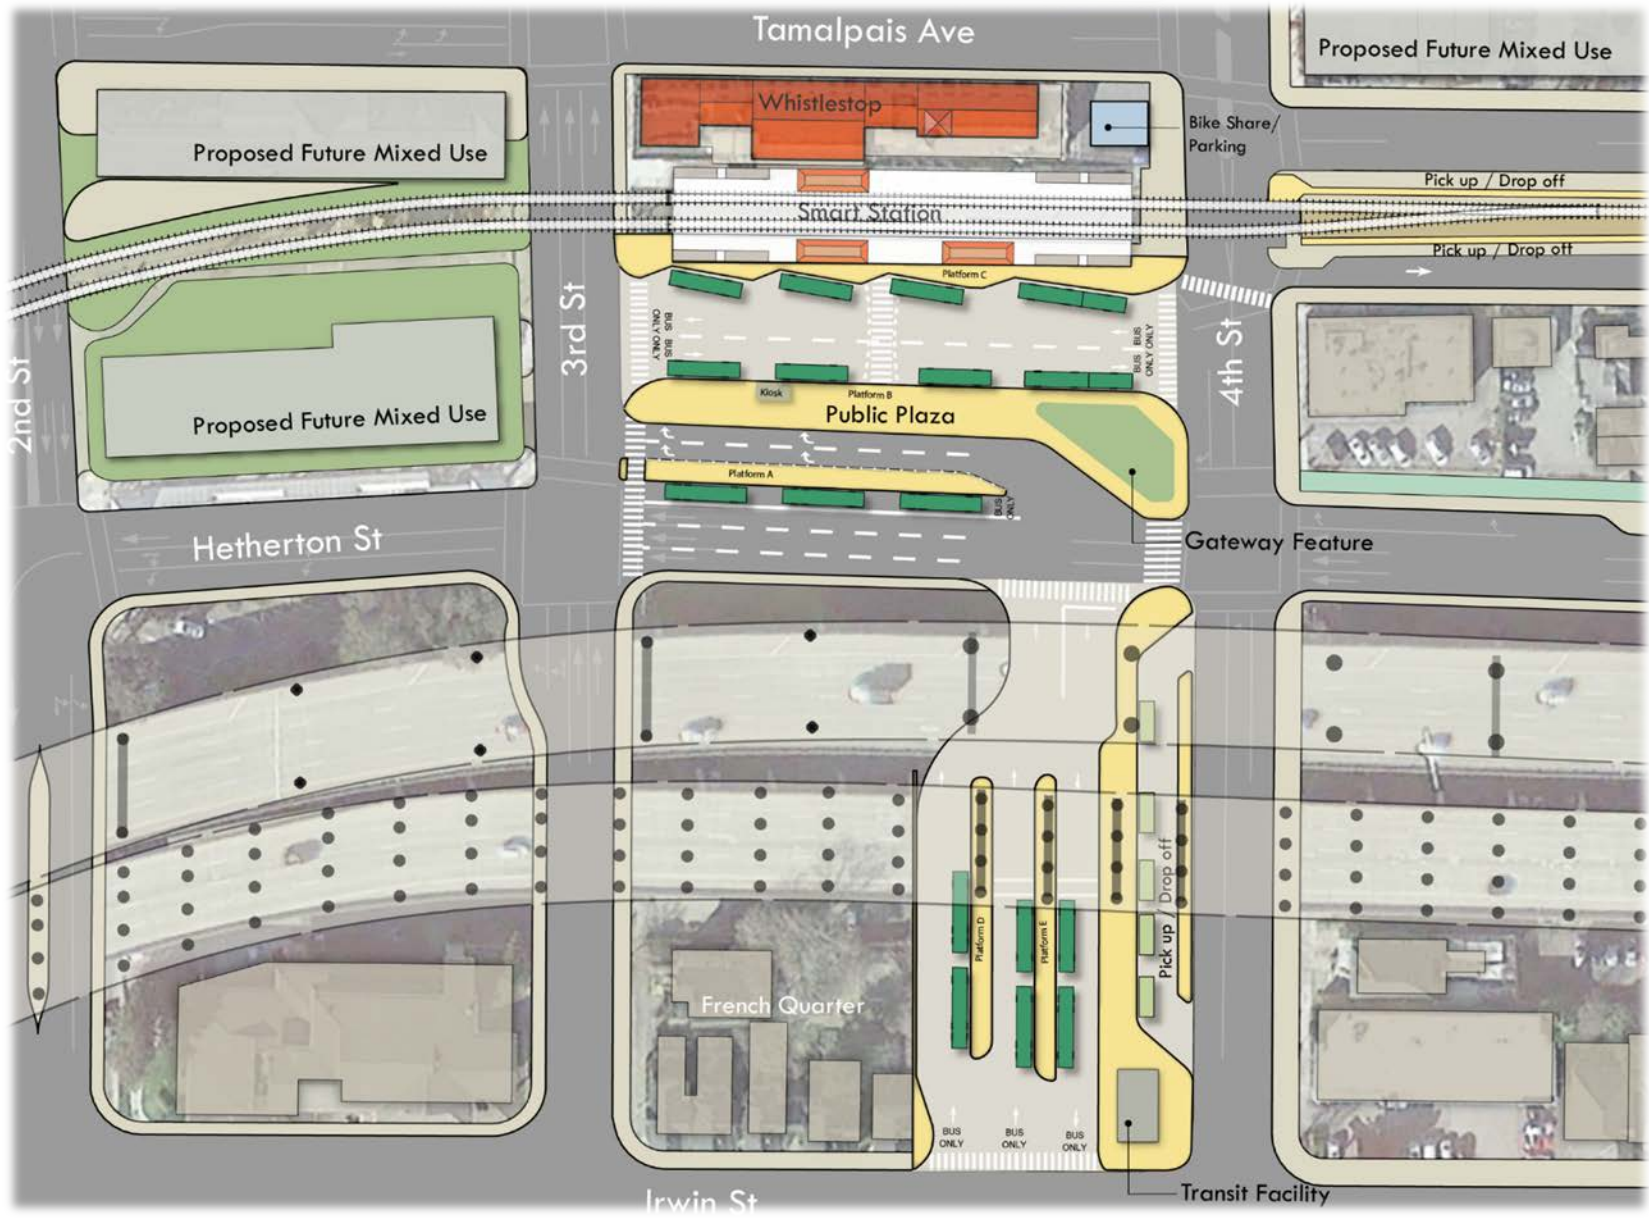 Tamalpais Ave
Proposed Future Mixed Use
Whistlestop
Bike Share/
Parking
Proposed Future Mixed Use
Pick up / Drop off
Smart Station
Pick up / Drop off
Platform C
3rd St
4th St
2nd St
BUS
ONLY
BUS
ONLY
BUS
ONLY
BUS
ONLY
Kiosk
Platform B
Public Plaza
Proposed Future Mixed Use
Platform A
BUS
ONLY
Hetherton St
Gateway Feature
Pick up / Drop off
Platform D
Platform E
French Quarter
BUS
ONLY
BUS
ONLY
BUS
ONLY
Transit Facility
Irwin St